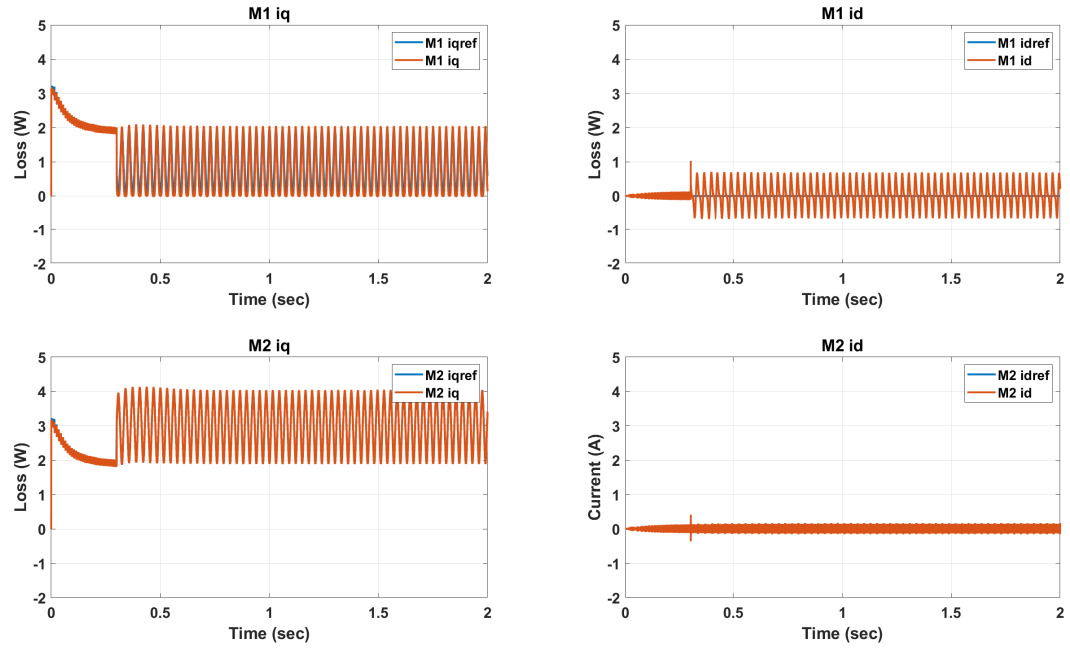 M1 iq
5
4
3
2
1
0
-1
-2
Loss (W)
M1 iqref
M1 iq
0
0.5
1
1.5
2
Time (sec)
M1 id
5
4
3
2
1
0
-1
-2
Loss (W)
M1 idref
M1 id
0
0.5
1
1.5
2
Time (sec)
M2 iq
5
4
3
2
1
0
-1
-2
Loss (W)
M2 iqref
M2 iq
0
0.5
1
1.5
2
Time (sec)
M2 id
5
4
3
2
1
0
-1
-2
Current (A)
M2 idref
M2 id
0
0.5
1
1.5
2
Time (sec)